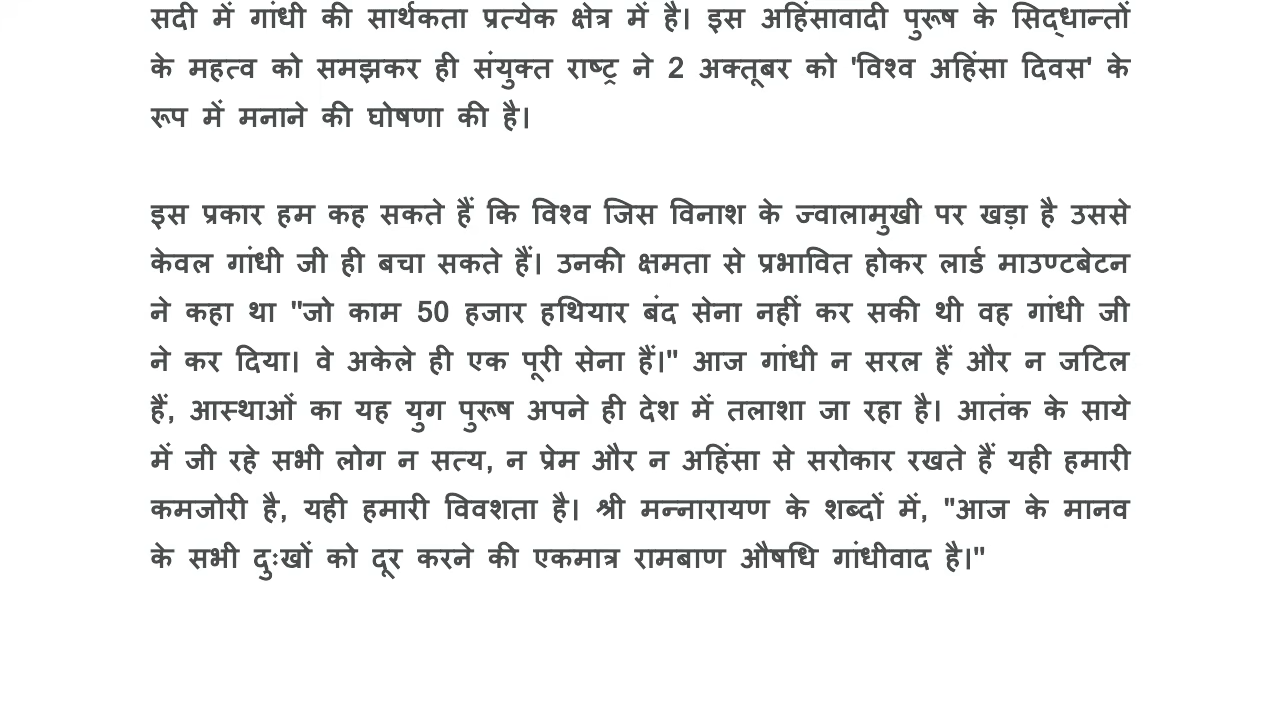 सदी में गांधी की सार्थकता प्रत्येक क्षेत्र में है। इस अहिंसावादी पुरूष के सिद्धान्तों
के महत्व को समझकर ही संयुक्त राष्ट्र ने 2 अक्तूबर को 'विश्व अहिंसा दिवस' के
रूप में मनाने की घोषणा की है।
इस प्रकार हम कह सकते हैं कि विश्व जिस विनाश के ज्वालामुखी पर खड़ा है उससे
केवल गांधी जी ही बचा सकते हैं। उनकी क्षमता से प्रभावित होकर लार्ड माउण्टबेटन
ने कहा था "जो काम 50 हजार हथियार बंद सेना नहीं कर सकी थी वह गांधी जी
ने कर दिया। वे अकेले ही एक पूरी सेना हैं।" आज गांधी न सरल हैं और न जटिल
हैं, आस्थाओं का यह युग पुरूष अपने ही देश में तलाशा जा रहा है। आतंक के साये
में जी रहे सभी लोग न सत्य, न प्रेम और न अहिंसा से सरोकार रखते हैं यही हमारी
कमजोरी है, यही हमारी विवशता है। श्री मन्नारायण के शब्दों में, "आज के मानव
के सभी दुःखों को दूर करने की एकमात्र रामबाण औषधि गांधीवाद है।"